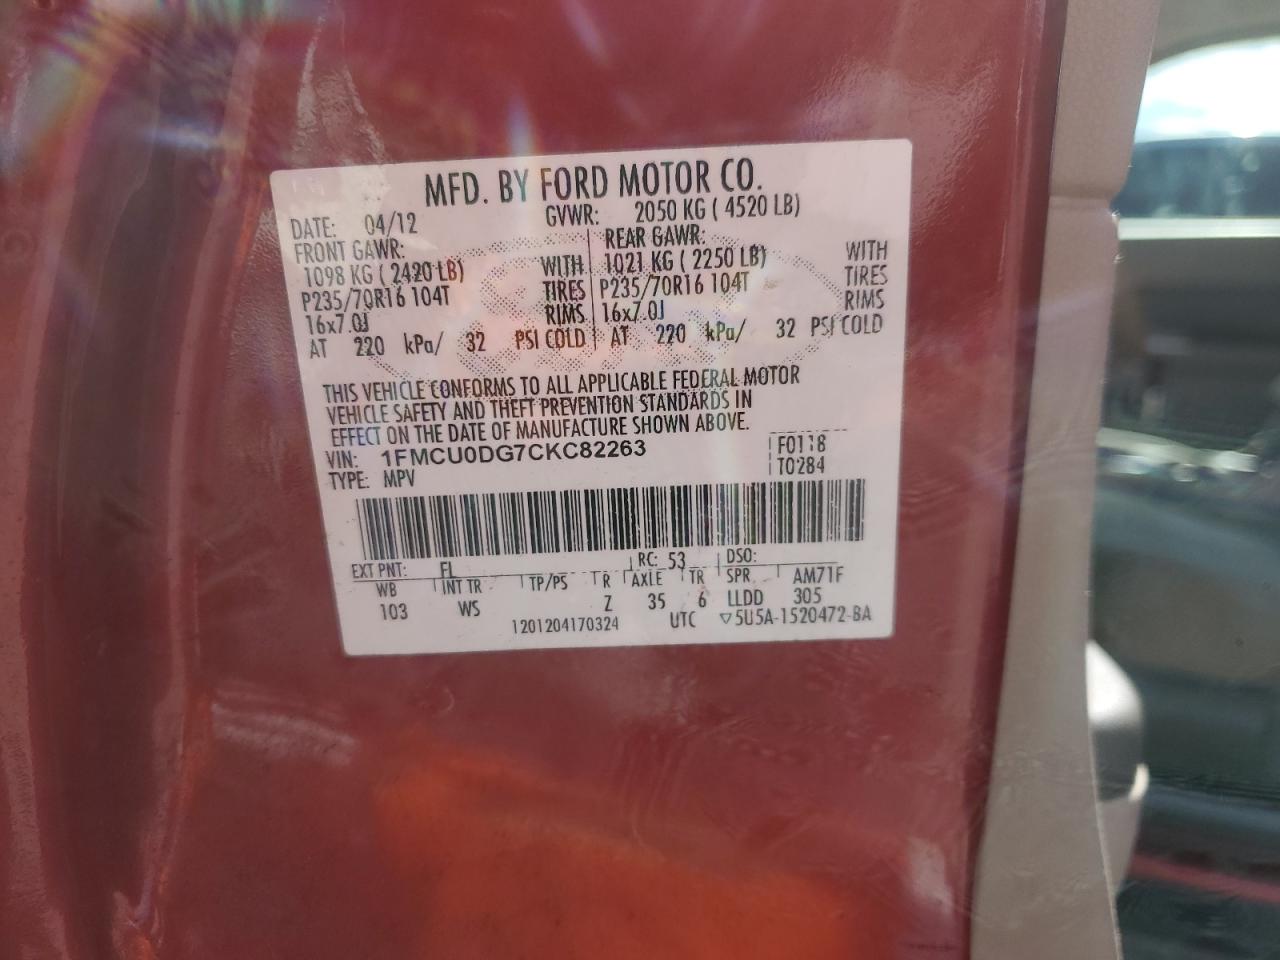 MFD. BY FORD MOTOR CO.
DATE: 04/12 GVWR: 2050 KG ( 4520 LB)
FRONT GAWR: REAR GAWR:
1098 KG ( 2420 LB) WITH 1021 KG ( 2250 LB) WITH
P235/70R16 104T TIRES P235/70R16 104T TIRES
16x7.0J RIMS 16x7.0J RIMS
AT 220 kPa/ 32 PSI COLD AT 220 kPa/ 32 PSI COLD
THIS VEHICLE CONFORMS TO ALL APPLICABLE FEDERAL MOTOR
VEHICLE SAFETY AND THEFT PREVENTION STANDARDS IN
EFFECT ON THE DATE OF MANUFACTURE SHOWN ABOVE.
VIN: 1FMCU0DG7CKC82263 F0118
TYPE: MPV T0284
EXT PNT: FL RC: 53 DSO:
WB INT TR TP/PS R AXLE TR SPR AM71F
103 WS Z 35 6 LLDD 305
1201204170324 UTC ▽5U5A-1520472-BA